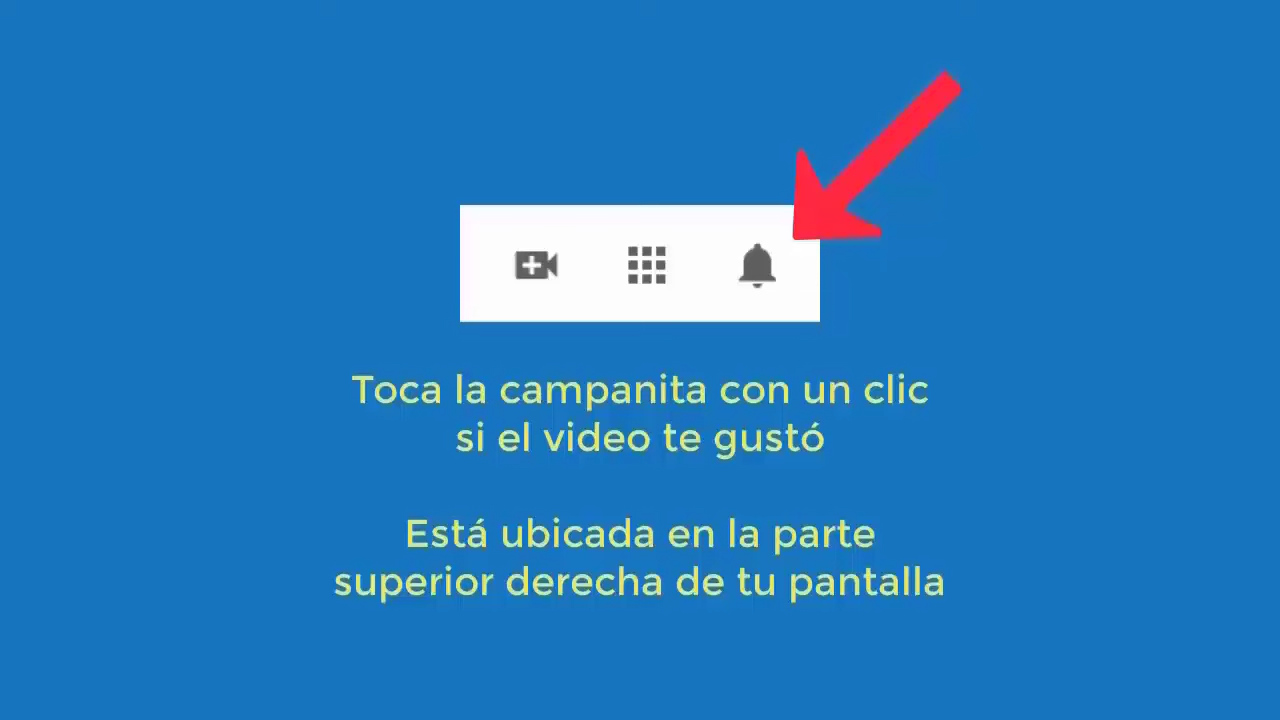 Toca la campanita con un clic
si el video te gustó
Está ubicada en la parte
superior derecha de tu pantalla